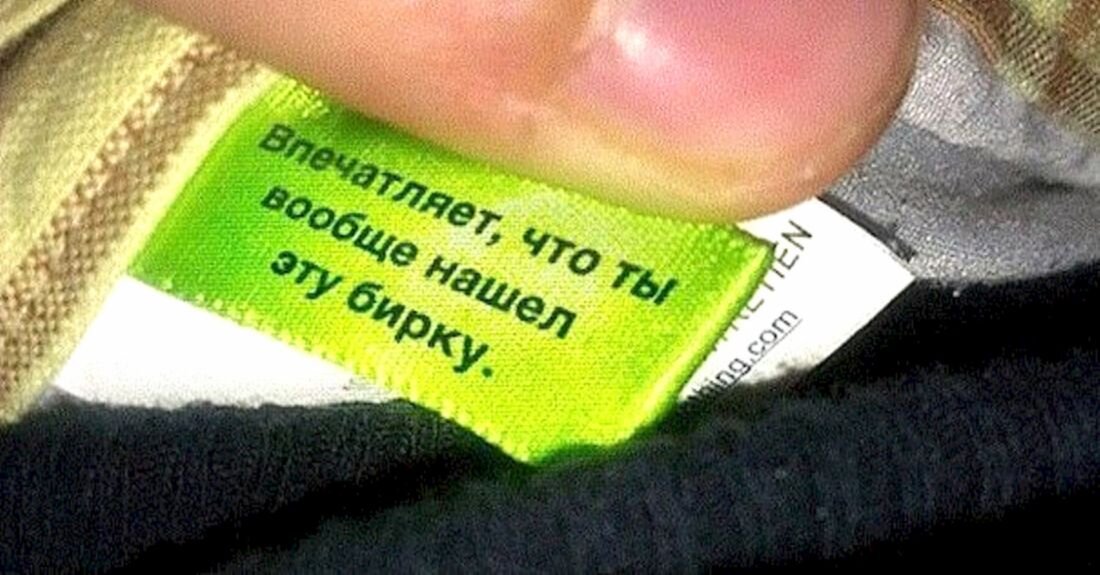 Впечатляет, что ты
вообще нашел
эту бирку.